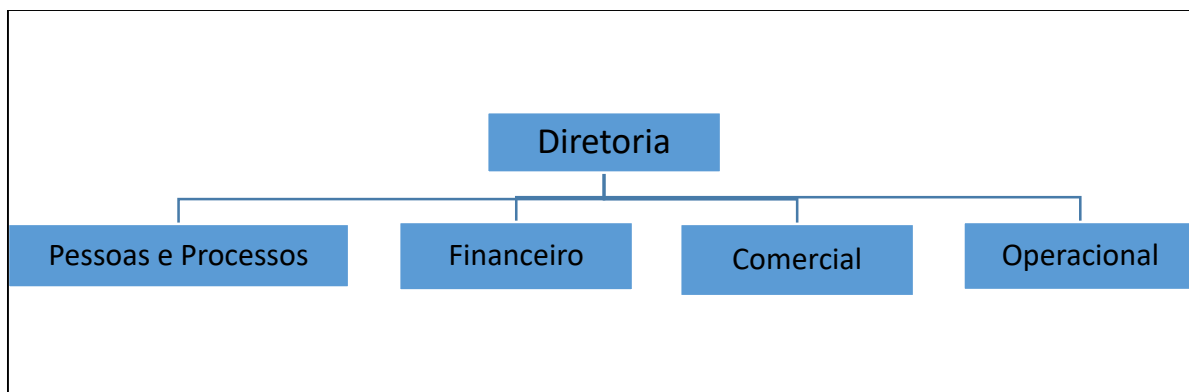 Diretoria
Pessoas e Processos
Financeiro
Comercial
Operacional